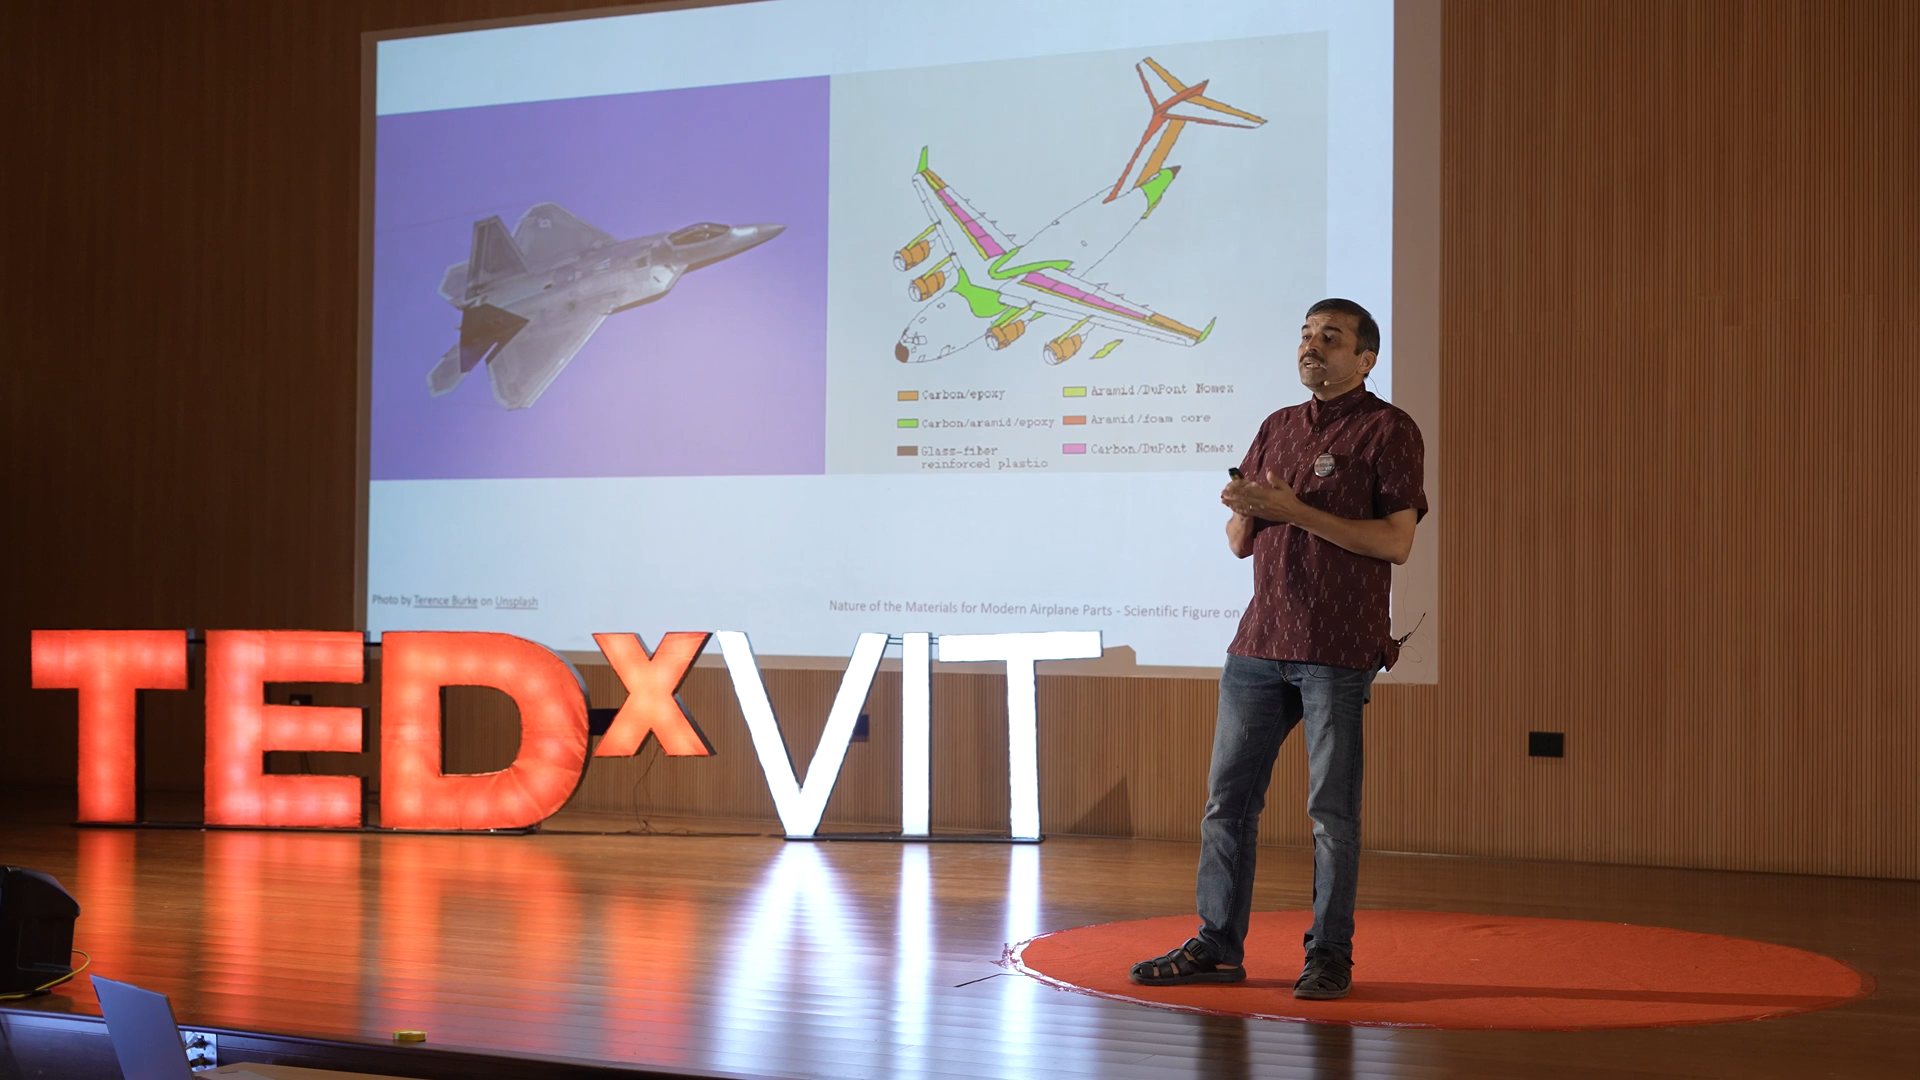 Carbon/epoxy
Carbon/aramid/epoxy
Glass-fiber
reinforced plastic
Aramid/DuPont Nomex
Aramid/foam core
Carbon/DuPont Nomex
Photo by Terence Burke on Unsplash
Nature of the Materials for Modern Airplane Parts - Scientific Figure on
TEDxVIT